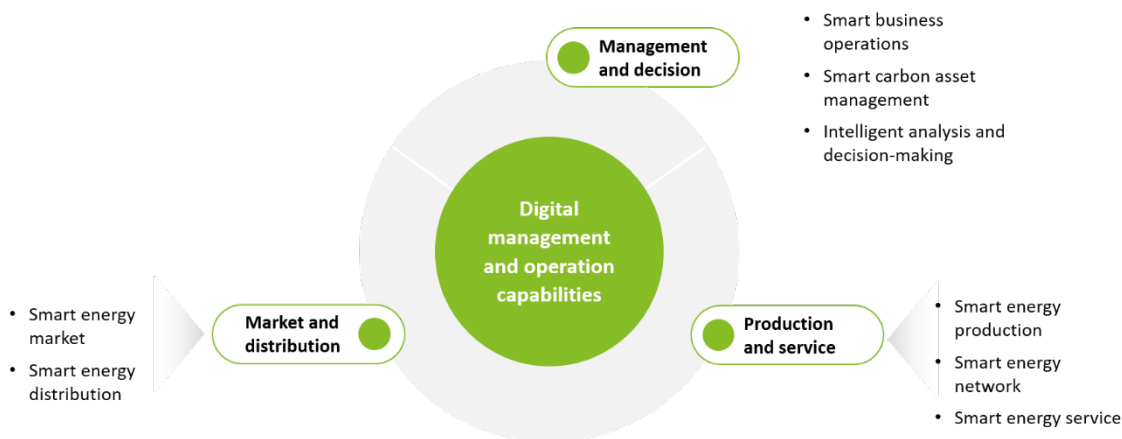 Management
and decision
• Smart business
operations
• Smart carbon asset
management
• Intelligent analysis and
decision-making
Digital
management
and operation
capabilities
• Smart energy
market
• Smart energy
distribution
Market and
distribution
Production
and service
• Smart energy
production
• Smart energy
network
• Smart energy service